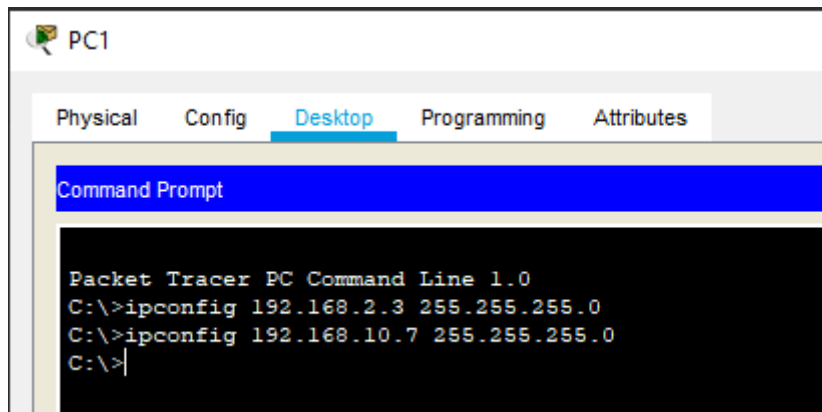 PC1
Physical Config Desktop Programming Attributes
Command Prompt
Packet Tracer PC Command Line 1.0
C:\>ipconfig 192.168.2.3 255.255.255.0
C:\>ipconfig 192.168.10.7 255.255.255.0
C:\>